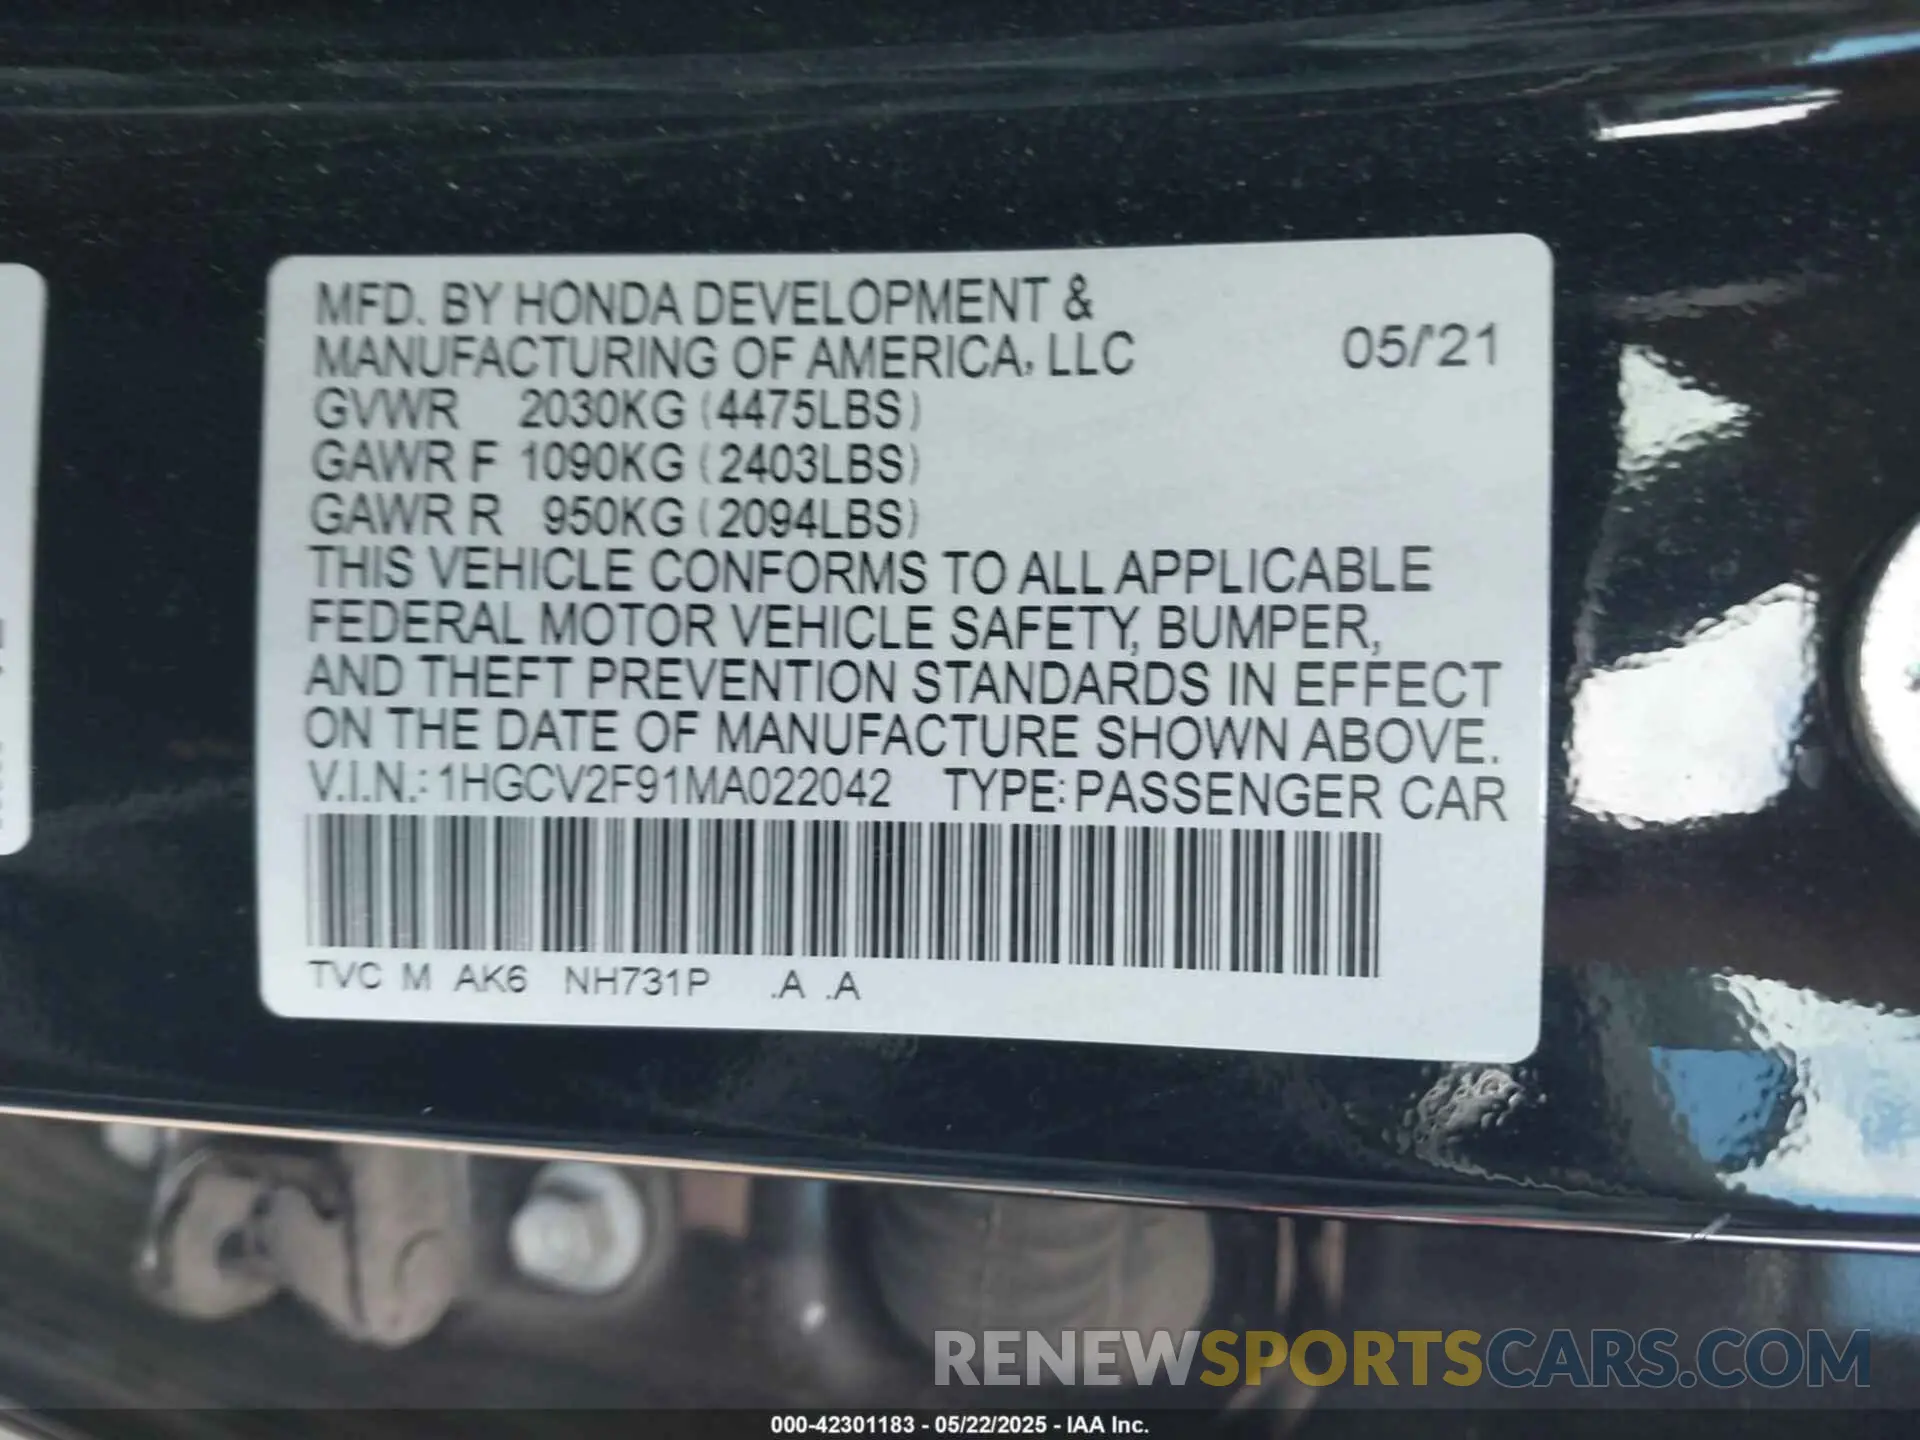 MFD. BY HONDA DEVELOPMENT &
MANUFACTURING OF AMERICA, LLC 05/'21
GVWR 2030KG (4475LBS)
GAWR F 1090KG (2403LBS)
GAWR R 950KG (2094LBS)
THIS VEHICLE CONFORMS TO ALL APPLICABLE
FEDERAL MOTOR VEHICLE SAFETY, BUMPER,
AND THEFT PREVENTION STANDARDS IN EFFECT
ON THE DATE OF MANUFACTURE SHOWN ABOVE.
V.I.N.: 1HGCV2F91MA022042 TYPE: PASSENGER CAR
TVC M AK6 NH731P .A .A
RENEWSPORTSCARS.COM
000-42301183 - 05/22/2025 - IAA Inc.